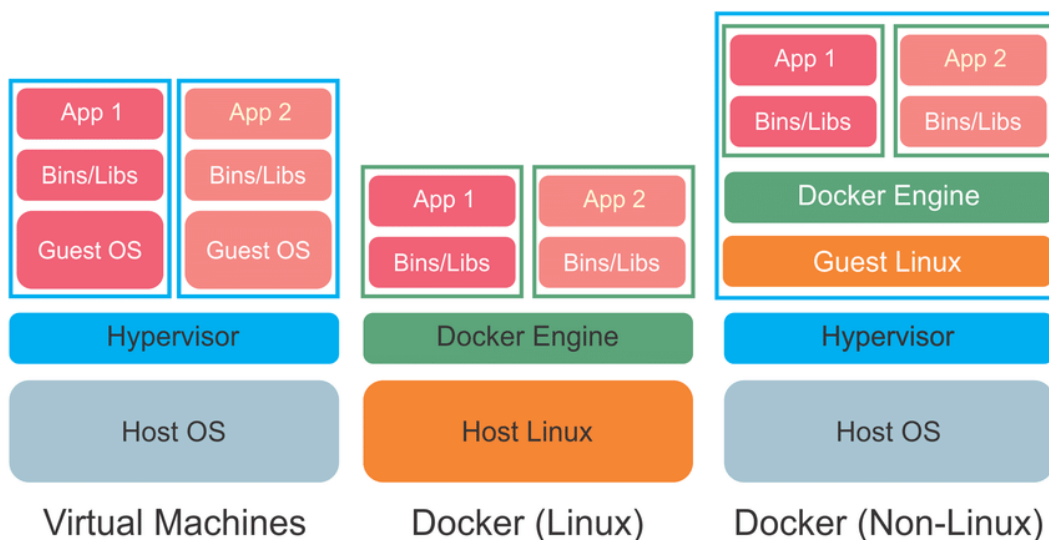 App 1
App 2
Bins/Libs
Bins/Libs
Guest OS
Guest OS
Hypervisor
Host OS
Virtual Machines
App 1
App 2
Bins/Libs
Bins/Libs
Docker Engine
Host Linux
Docker (Linux)
App 1
App 2
Bins/Libs
Bins/Libs
Docker Engine
Guest Linux
Hypervisor
Host OS
Docker (Non-Linux)